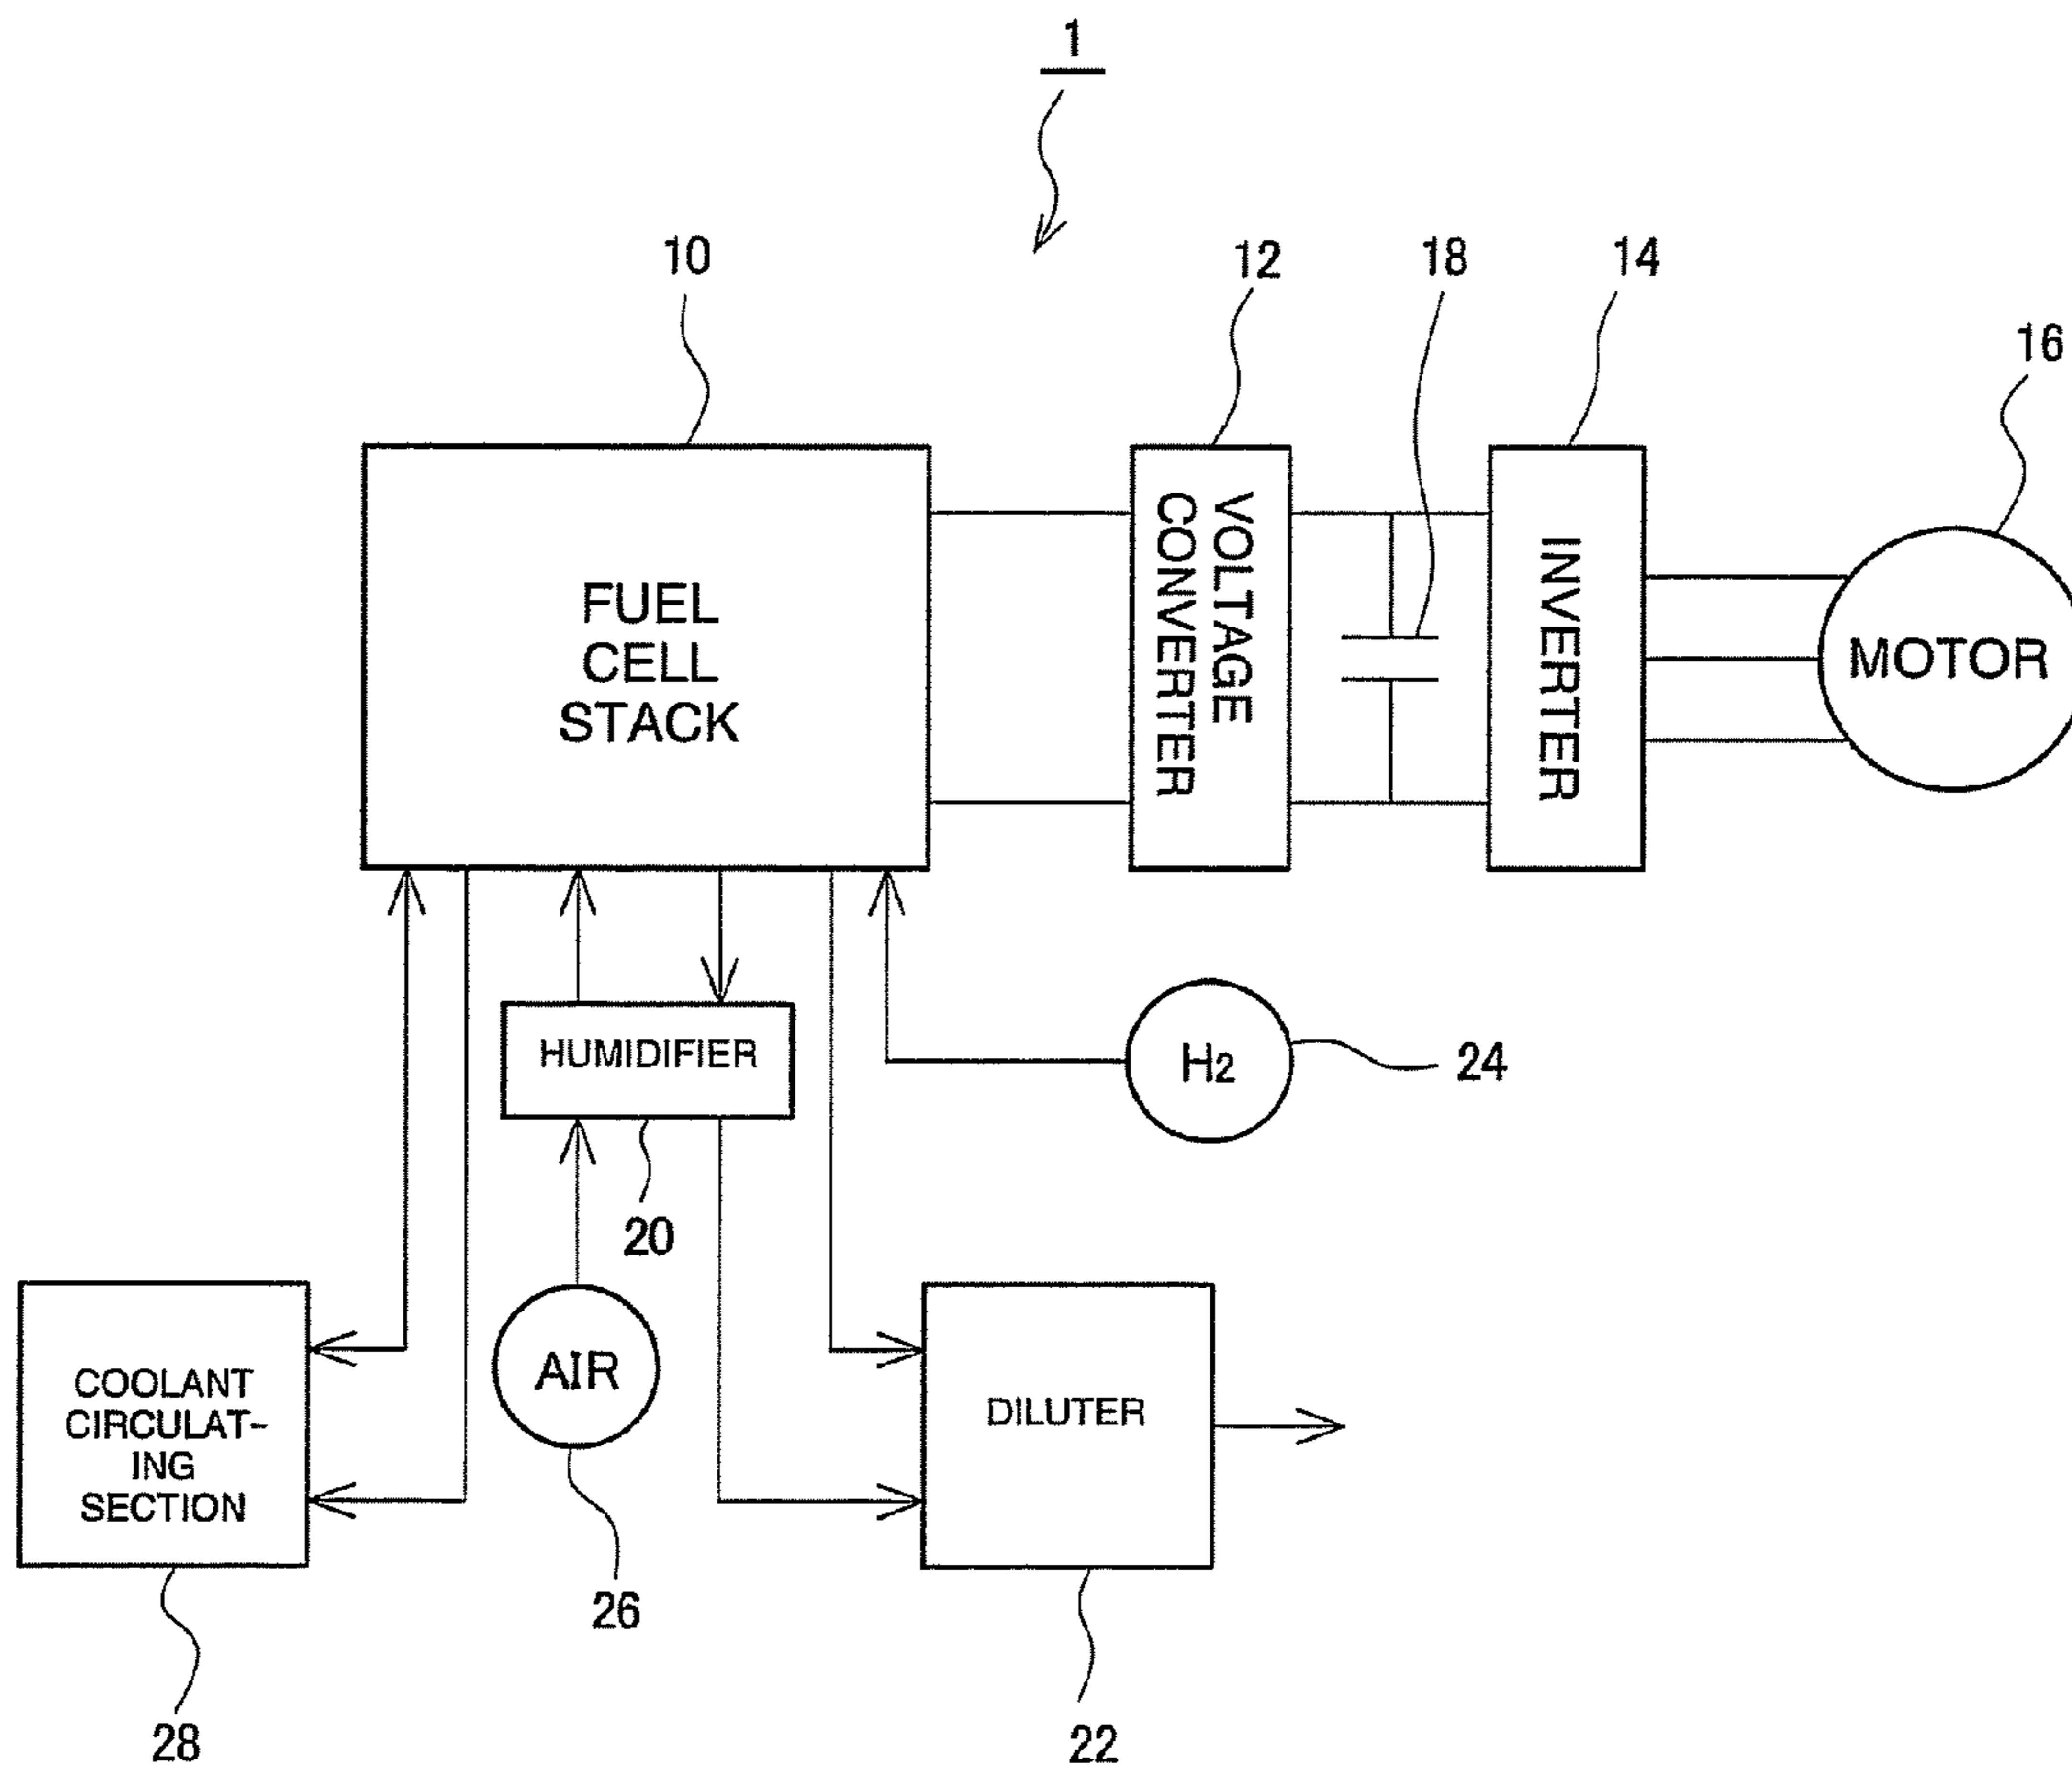 1
10
12
18
14
16
FUEL
CELL
STACK
VOLTAGE
CONVERTER
INVERTER
MOTOR
HUMIDIFIER
H2
24
20
COOLANT
CIRCULAT-
ING
SECTION
AIR
DILUTER
26
28
22